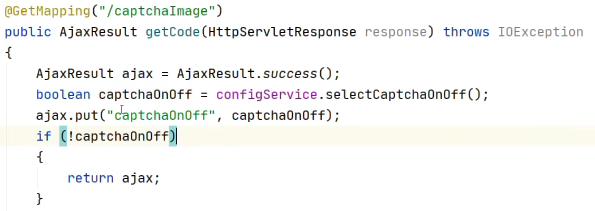 @GetMapping("/captchaImage")
public AjaxResult getCode(HttpServletResponse response) throws IOException
{
    AjaxResult ajax = AjaxResult.success();
    boolean captchaOnOff = configService.selectCaptchaOnOff();
    ajax.put("captchaOnOff", captchaOnOff);
    if (!captchaOnOff)
    {
        return ajax;
    }